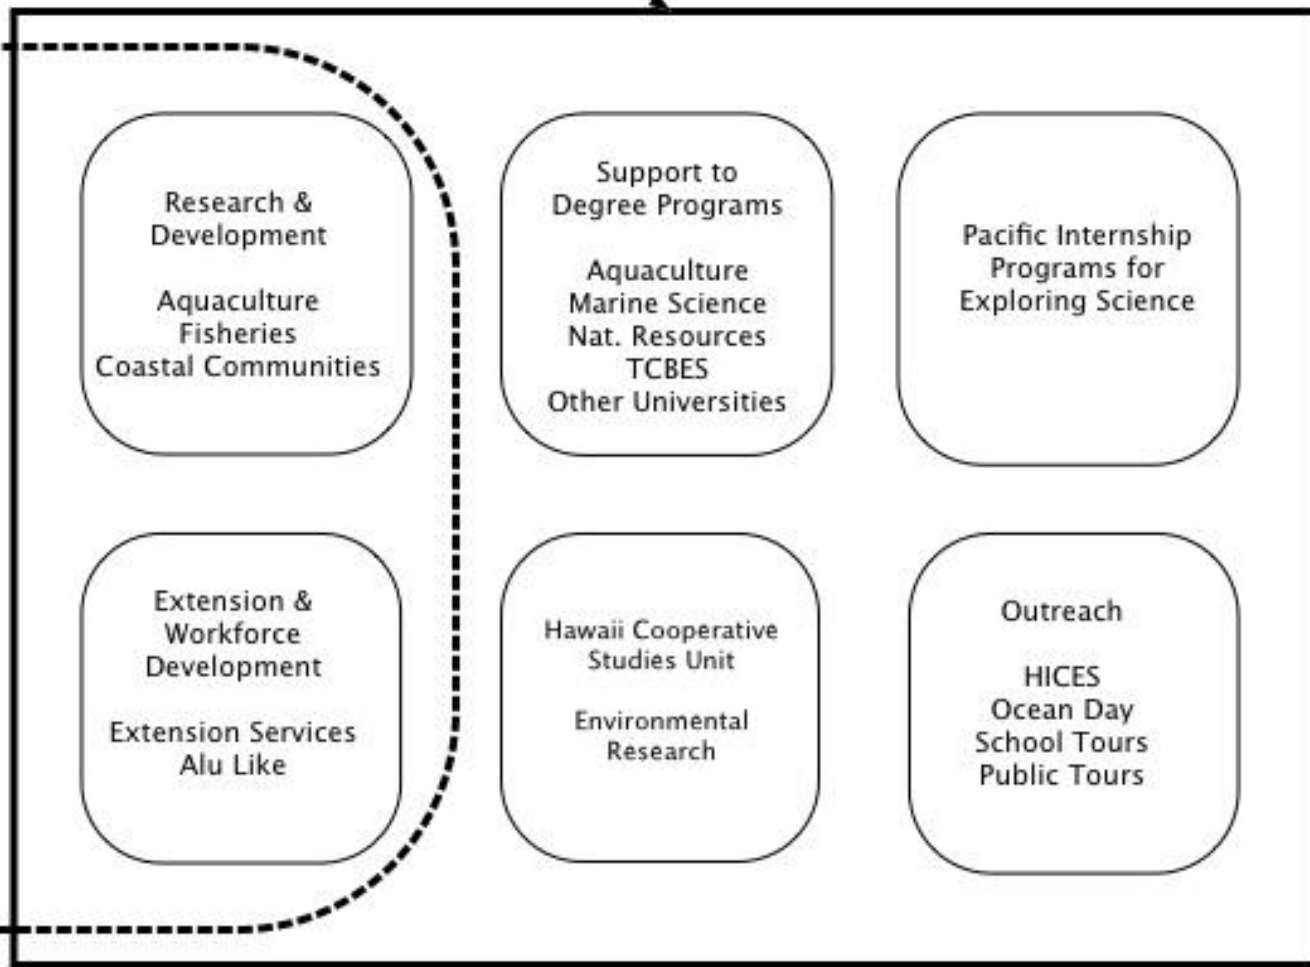 Research &
Development
Aquaculture
Fisheries
Coastal Communities
Support to
Degree Programs
Aquaculture
Marine Science
Nat. Resources
TCBES
Other Universities
Pacific Internship
Programs for
Exploring Science
Extension &
Workforce
Development
Extension Services
Alu Like
Hawaii Cooperative
Studies Unit
Environmental
Research
Outreach
HICES
Ocean Day
School Tours
Public Tours